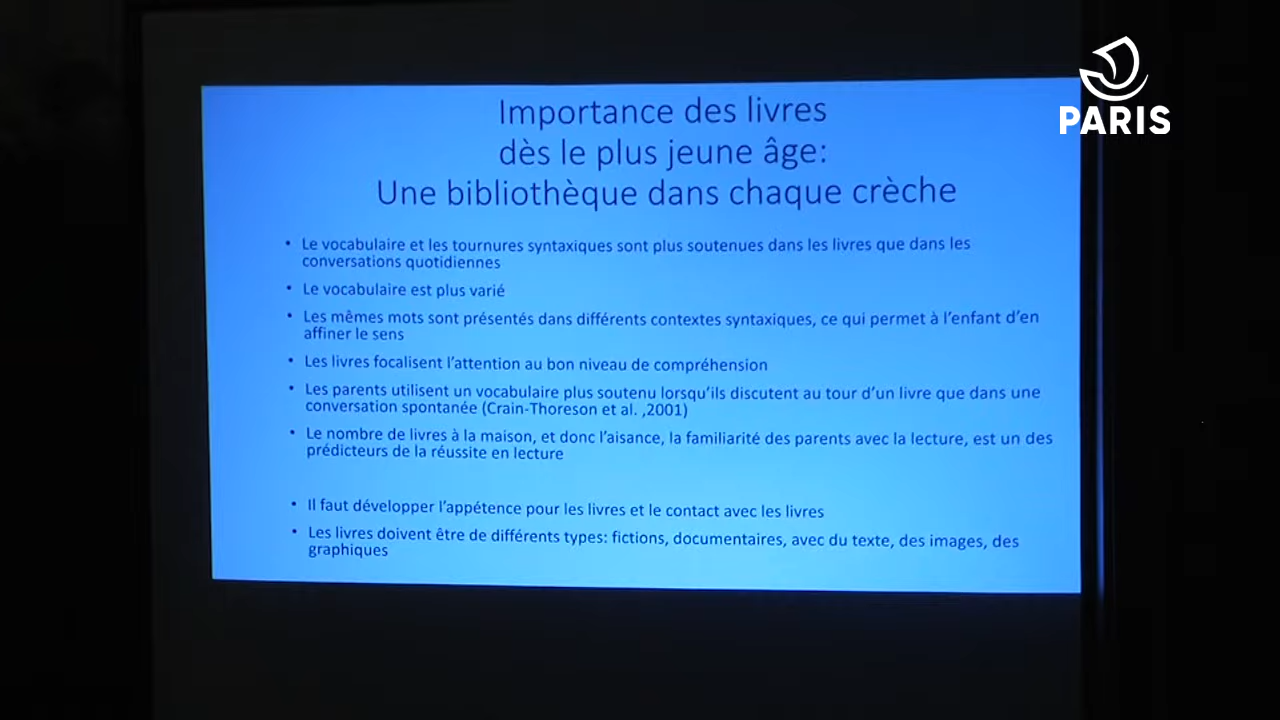 PARIS
Importance des livres
dès le plus jeune âge:
Une bibliothèque dans chaque crèche
• Le vocabulaire et les tournures syntaxiques sont plus soutenues dans les livres que dans les
conversations quotidiennes
• Le vocabulaire est plus varié
• Les mêmes mots sont présentés dans différents contextes syntaxiques, ce qui permet à l'enfant d'en
affiner le sens
• Les livres focalisent l'attention au bon niveau de compréhension
• Les parents utilisent un vocabulaire plus soutenu lorsqu'ils discutent au tour d'un livre que dans une
conversation spontanée (Crain-Thoreson et al. ,2001)
• Le nombre de livres à la maison, et donc l'aisance, la familiarité des parents avec la lecture, est un des
prédicteurs de la réussite en lecture
• Il faut développer l'appétence pour les livres et le contact avec les livres
• Les livres doivent être de différents types: fictions, documentaires, avec du texte, des images, des
graphiques